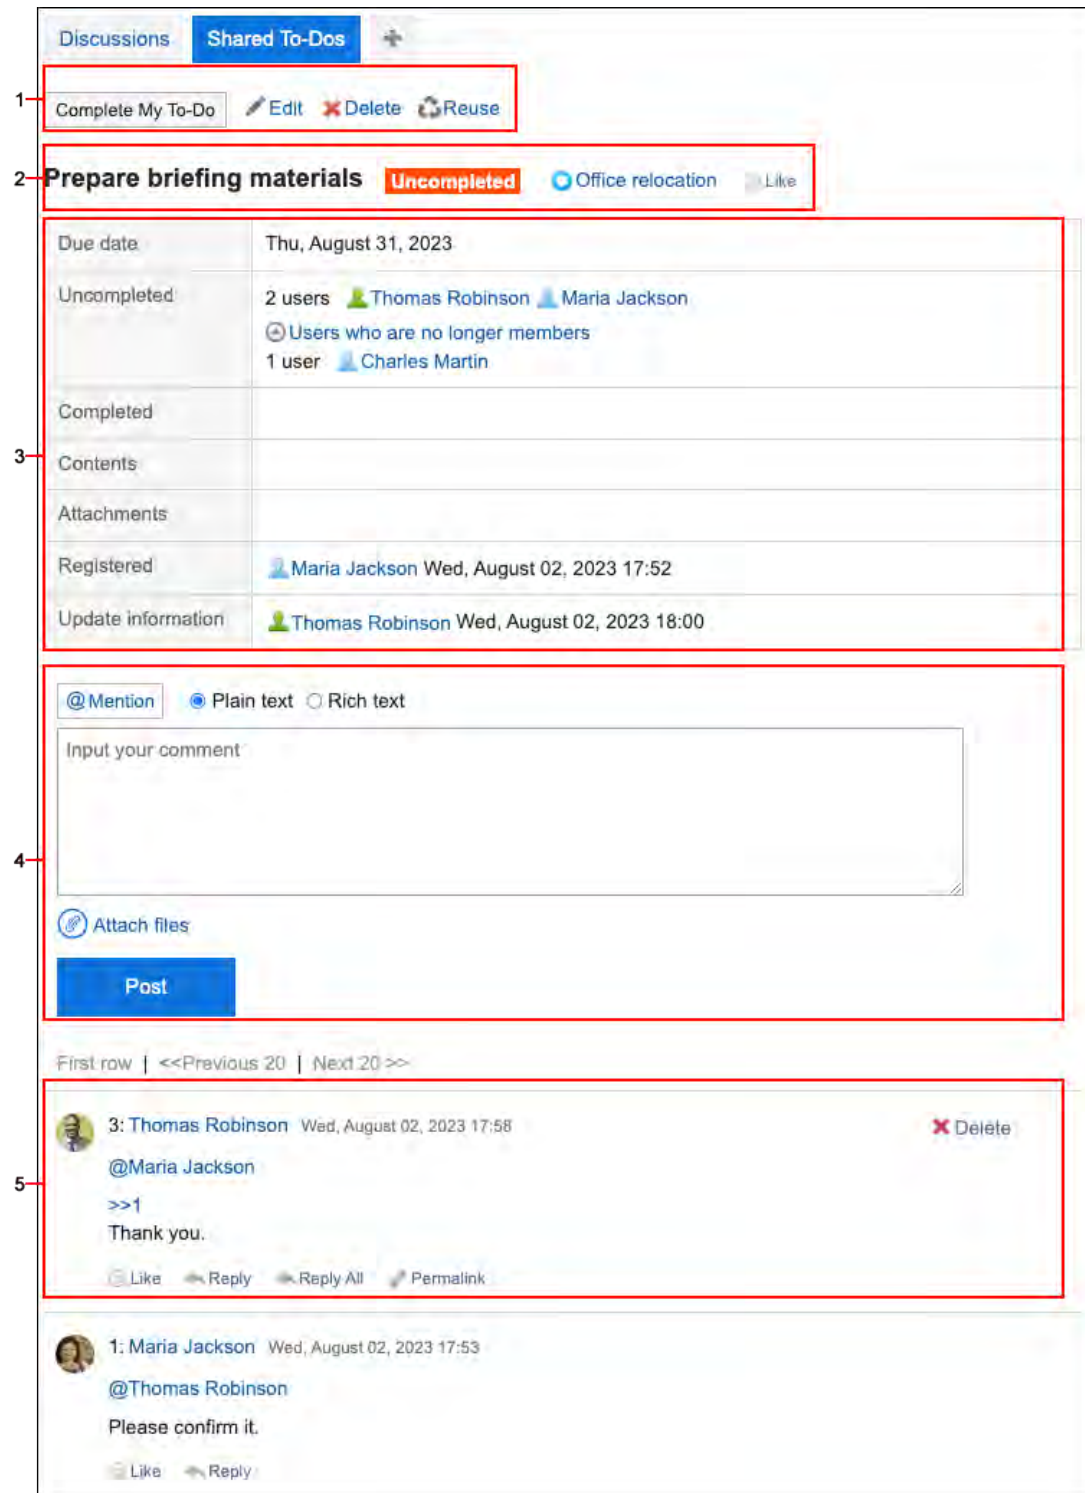 Discussions Shared To-Dos
1 Complete My To-Do Edit Delete Reuse
2 Prepare briefing materials Uncompleted Office relocation Like
Due date Thu, August 31, 2023
Uncompleted 2 users Thomas Robinson Maria Jackson
Users who are no longer members
1 user Charles Martin
Completed
3 Contents
Attachments
Registered Maria Jackson Wed, August 02, 2023 17:52
Update information Thomas Robinson Wed, August 02, 2023 18:00
@Mention Plain text Rich text
Input your comment
4
Attach files
Post
First row | <<Previous 20 | Next 20 >>
3: Thomas Robinson Wed, August 02, 2023 17:58 Delete
@Maria Jackson
5
>>1
Thank you.
Like Reply Reply All Permalink
1: Maria Jackson Wed, August 02, 2023 17:53
@Thomas Robinson
Please confirm it.
Like Reply